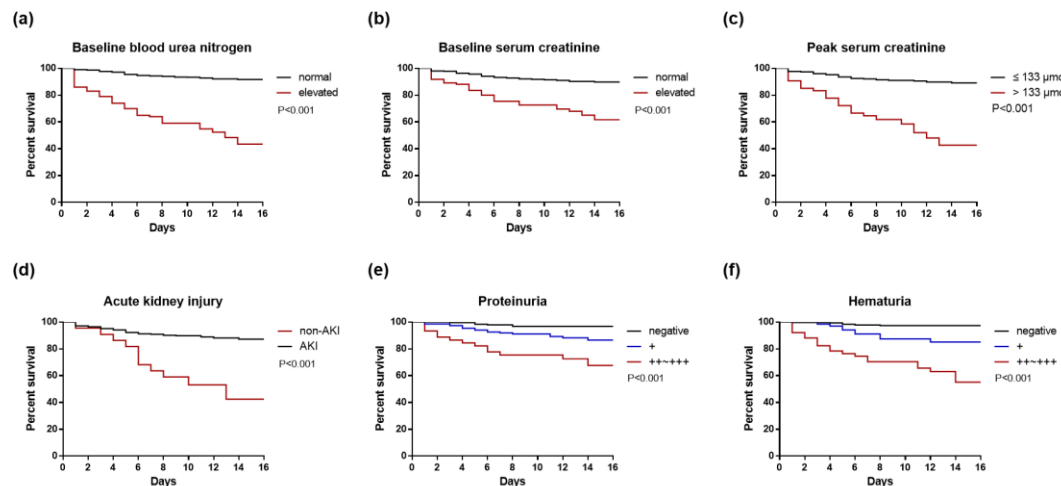 (a)
Baseline blood urea nitrogen
Percent survival
100
80
60
40
20
0
0 2 4 6 8 10 12 14 16
Days
normal
elevated
P<0.001
(b)
Baseline serum creatinine
Percent survival
100
80
60
40
20
0
0 2 4 6 8 10 12 14 16
Days
normal
elevated
P<0.001
(c)
Peak serum creatinine
Percent survival
100
80
60
40
20
0
0 2 4 6 8 10 12 14 16
Days
≤ 133 μmo
> 133 μmo
P<0.001
(d)
Acute kidney injury
Percent survival
100
80
60
40
20
0
0 2 4 6 8 10 12 14 16
Days
non-AKI
AKI
P<0.001
(e)
Proteinuria
Percent survival
100
80
60
40
20
0
0 2 4 6 8 10 12 14 16
Days
negative
+
++~+++
P<0.001
(f)
Hematuria
Percent survival
100
80
60
40
20
0
0 2 4 6 8 10 12 14 16
Days
negative
+
++~+++
P<0.001